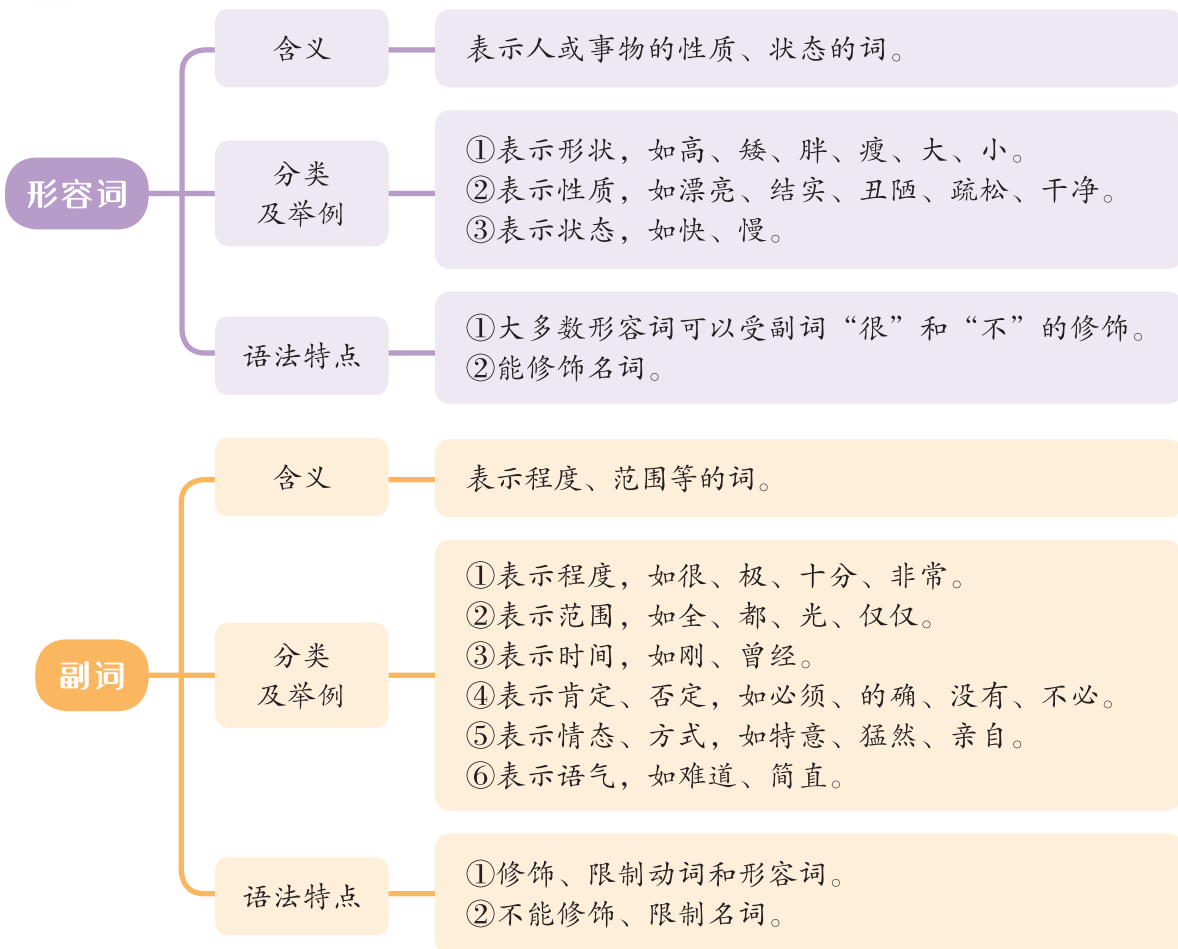 形容词
含义
表示人或事物的性质、状态的词。
分类
及举例
①表示形状，如高、矮、胖、瘦、大、小。
②表示性质，如漂亮、结实、丑陋、疏松、干净。
③表示状态，如快、慢。
语法特点
①大多数形容词可以受副词“很”和“不”的修饰。
②能修饰名词。
副词
含义
表示程度、范围等的词。
分类
及举例
①表示程度，如很、极、十分、非常。
②表示范围，如全、都、光、仅仅。
③表示时间，如刚、曾经。
④表示肯定、否定，如必须、的确、没有、不必。
⑤表示情态、方式，如特意、猛然、亲自。
⑥表示语气，如难道、简直。
语法特点
①修饰、限制动词和形容词。
②不能修饰、限制名词。